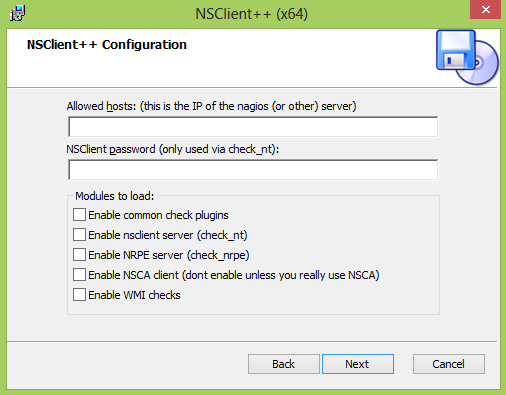 NSClient++ (x64)
NSClient++ Configuration
Allowed hosts: (this is the IP of the nagios (or other) server)
NSClient password (only used via check_nt):
Modules to load:
Enable common check plugins
Enable nsclient server (check_nt)
Enable NRPE server (check_nrpe)
Enable NSCA client (dont enable unless you really use NSCA)
Enable WMI checks
Back Next Cancel